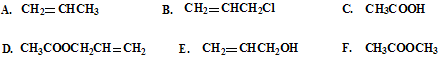 A. CH₂=CHCH₃ B. CH₂=CHCH₂Cl C. CH₃COOH
D. CH₃COOCH₂CH=CH₂ E. CH₂=CHCH₂OH F. CH₃COOCH₃